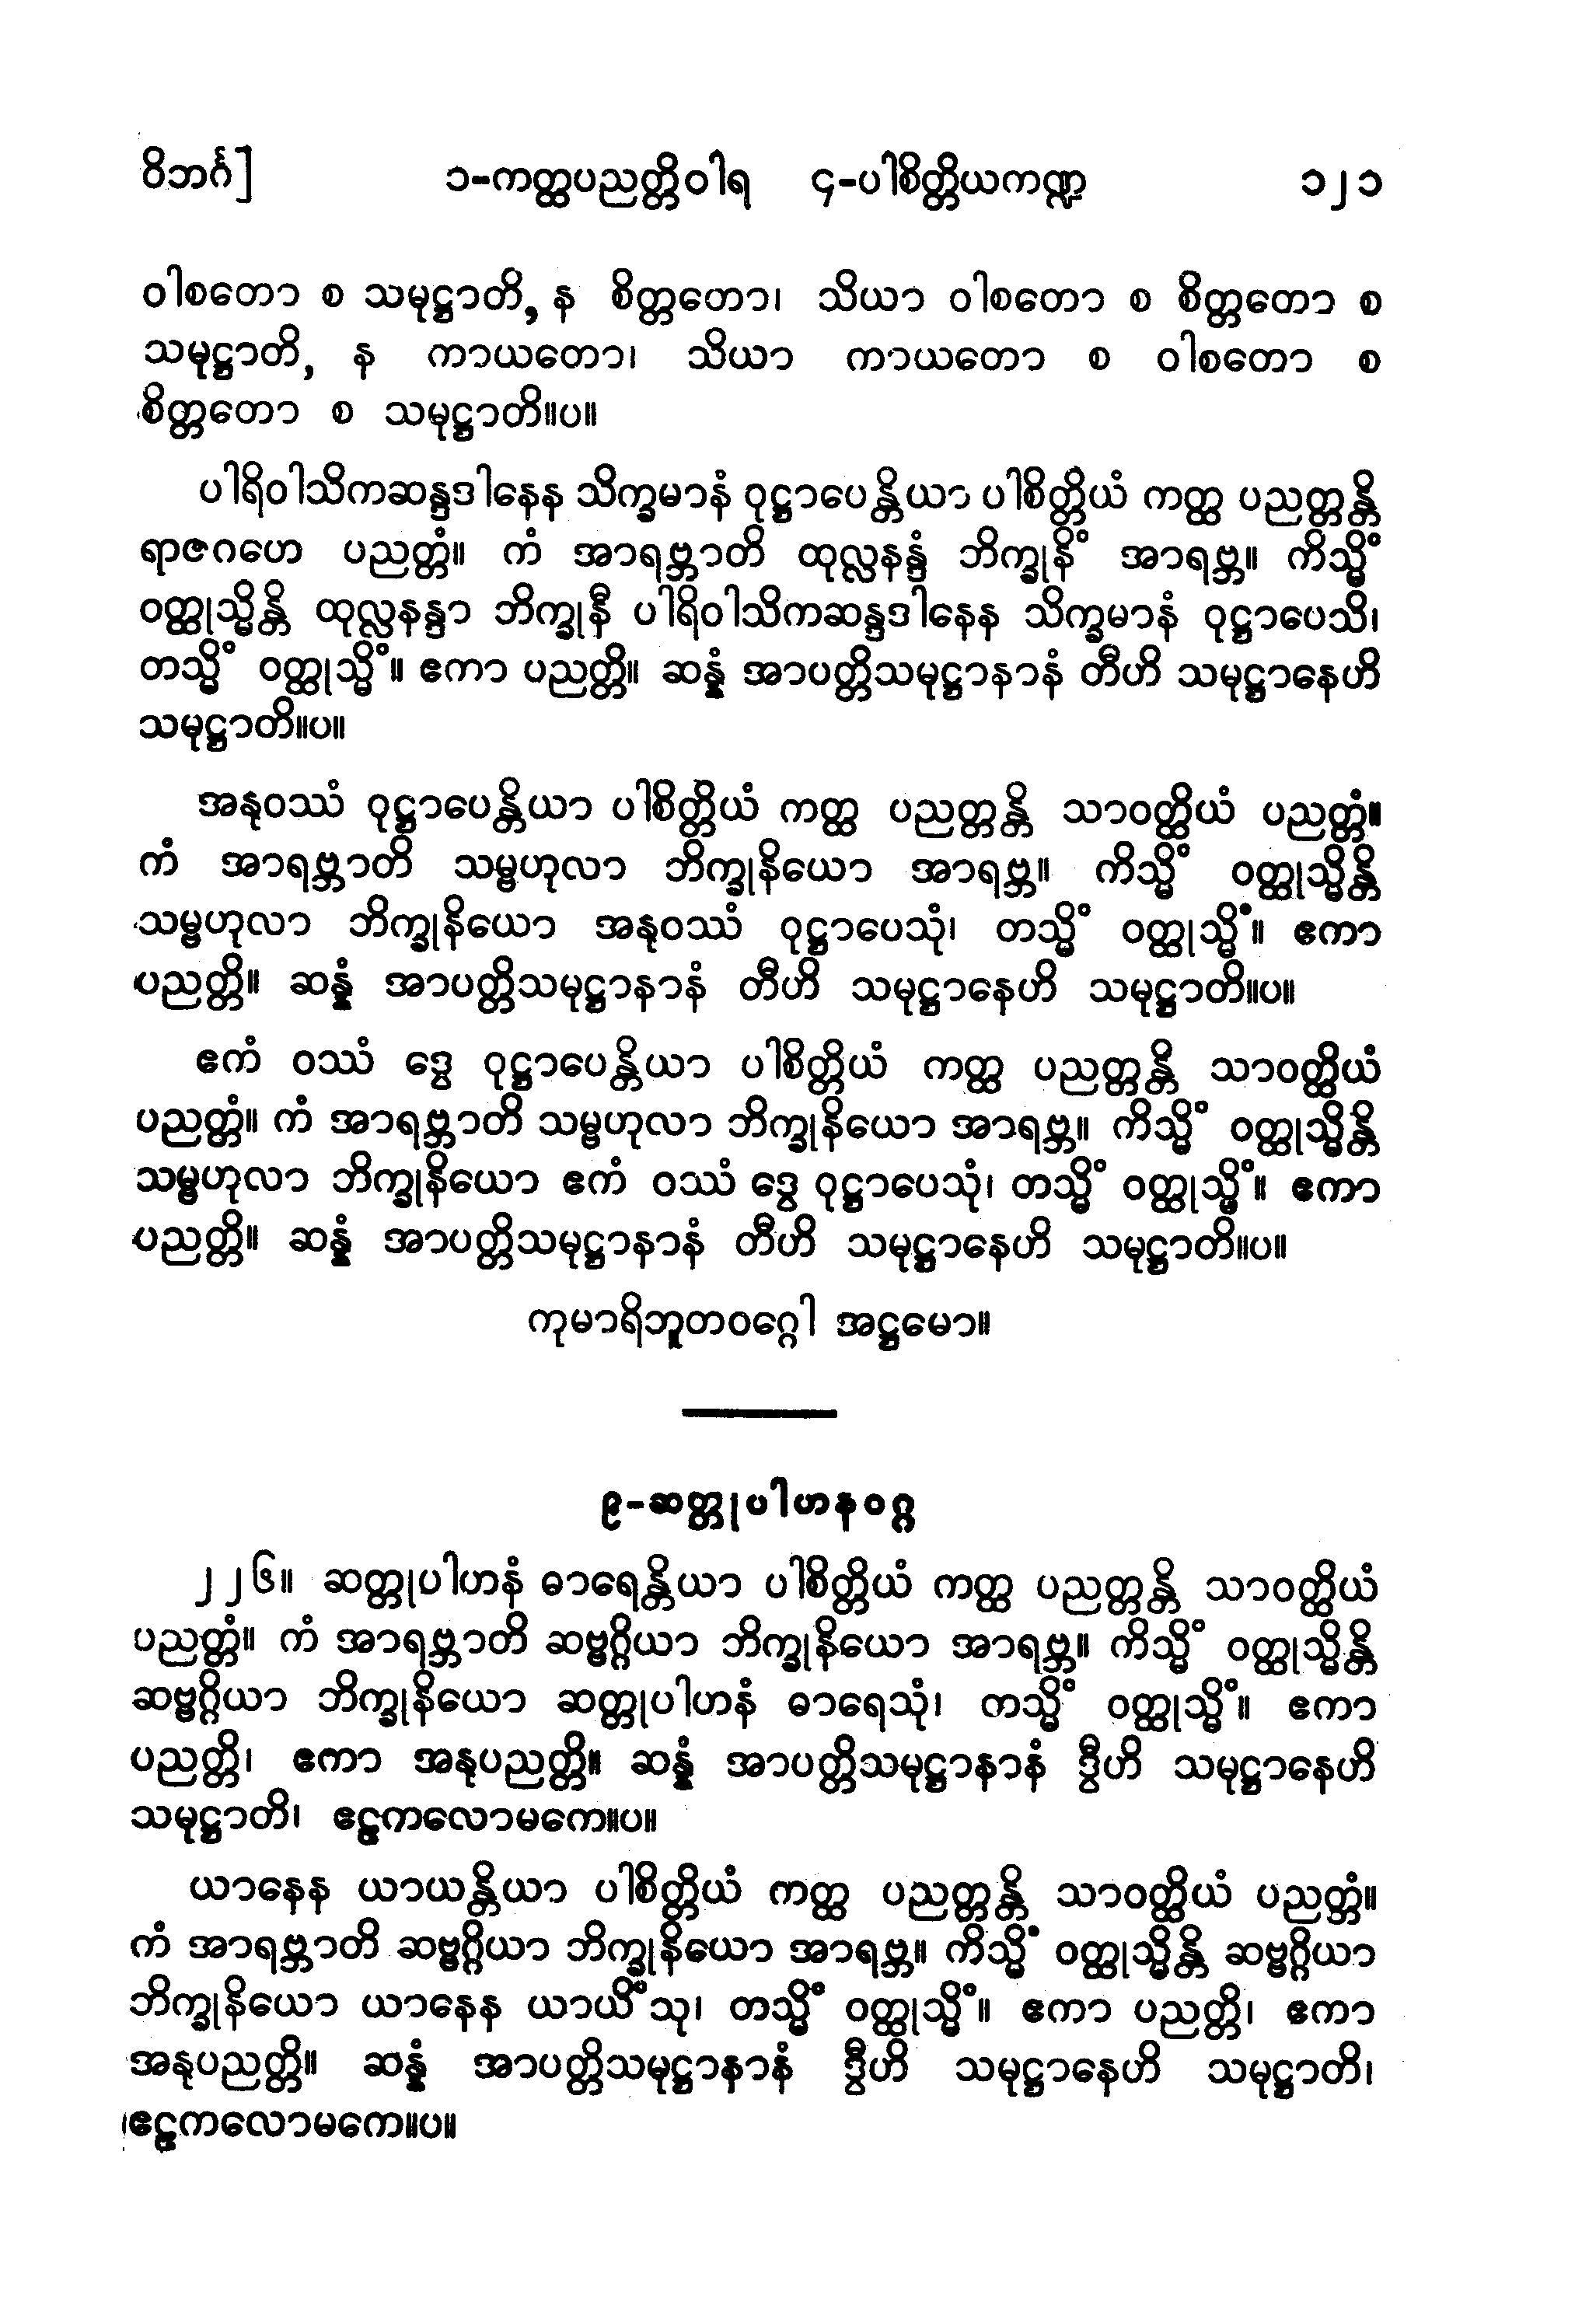 ဝိဘင်္ဂ] ၁-ကတ္ထပညတ္တိဝါရ ၄-ပါစိတ္တိယကဏ္ဍ ၁၂၁
ဝါစတော စ သမုဋ္ဌာတိ, န စိတ္တတော၊ သိယာ ဝါစတော စ စိတ္တတော စ
သမုဋ္ဌာတိ, န ကာယတော၊ သိယာ ကာယတော စ ဝါစတော စ
စိတ္တတော စ သမုဋ္ဌာတိ။ပ။
ပါရိဝါသိကဆန္ဒဒါနေန သိက္ခမာနံ ဝုဋ္ဌာပေန္တိယာ ပါစိတ္တိယံ ကတ္ထ ပညတ္တန္တိ
ရာဇဂဟေ ပညတ္တံ။ ကံ အာရဗ္ဘာတိ ထုလ္လနန္ဒံ ဘိက္ခုနိံ အာရဗ္ဘ။ ကိသ္မိံ
ဝတ္ထုသ္မိန္တိ ထုလ္လနန္ဒာ ဘိက္ခုနီ ပါရိဝါသိကဆန္ဒဒါနေန သိက္ခမာနံ ဝုဋ္ဌာပေသိ၊
တသ္မိံ ဝတ္ထုသ္မိံ။ ဧကာ ပညတ္တိ။ ဆန္နံ အာပတ္တိသမုဋ္ဌာနာနံ တီဟိ သမုဋ္ဌာနေဟိ
သမုဋ္ဌာတိ။ပ။
အနုဝဿံ ဝုဋ္ဌာပေန္တိယာ ပါစိတ္တိယံ ကတ္ထ ပညတ္တန္တိ သာဝတ္ထိယံ ပညတ္တံ။
ကံ အာရဗ္ဘာတိ သမ္ဗဟုလာ ဘိက္ခုနိယော အာရဗ္ဘ။ ကိသ္မိံ ဝတ္ထုသ္မိန္တိ
သမ္ဗဟုလာ ဘိက္ခုနိယော အနုဝဿံ ဝုဋ္ဌာပေသုံ၊ တသ္မိံ ဝတ္ထုသ္မိံ။ ဧကာ
ပညတ္တိ။ ဆန္နံ အာပတ္တိသမုဋ္ဌာနာနံ တီဟိ သမုဋ္ဌာနေဟိ သမုဋ္ဌာတိ။ပ။
ဧကံ ဝဿံ ဒွေ ဝုဋ္ဌာပေန္တိယာ ပါစိတ္တိယံ ကတ္ထ ပညတ္တန္တိ သာဝတ္ထိယံ
ပညတ္တံ။ ကံ အာရဗ္ဘာတိ သမ္ဗဟုလာ ဘိက္ခုနိယော အာရဗ္ဘ။ ကိသ္မိံ ဝတ္ထုသ္မိန္တိ
သမ္ဗဟုလာ ဘိက္ခုနိယော ဧကံ ဝဿံ ဒွေ ဝုဋ္ဌာပေသုံ၊ တသ္မိံ ဝတ္ထုသ္မိံ။ ဧကာ
ပညတ္တိ။ ဆန္နံ အာပတ္တိသမုဋ္ဌာနာနံ တီဟိ သမုဋ္ဌာနေဟိ သမုဋ္ဌာတိ။ပ။
ကုမာရိဘူတဝဂ္ဂေါ အဋ္ဌမော။
၉-ဆတ္တုပါဟနဝဂ္ဂ
၂၂၆။ ဆတ္တုပါဟနံ ဓာရေန္တိယာ ပါစိတ္တိယံ ကတ္ထ ပညတ္တန္တိ သာဝတ္ထိယံ
ပညတ္တံ။ ကံ အာရဗ္ဘာတိ ဆဗ္ဗဂ္ဂိယာ ဘိက္ခုနိယော အာရဗ္ဘ။ ကိသ္မိံ ဝတ္ထုသ္မိန္တိ
ဆဗ္ဗဂ္ဂိယာ ဘိက္ခုနိယော ဆတ္တုပါဟနံ ဓာရေသုံ၊ တသ္မိံ ဝတ္ထုသ္မိံ။ ဧကာ
ပညတ္တိ၊ ဧကာ အနုပညတ္တိ။ ဆန္နံ အာပတ္တိသမုဋ္ဌာနာနံ ဒွီဟိ သမုဋ္ဌာနေဟိ
သမုဋ္ဌာတိ၊ ဧဠကလောမကေ။ပ။
ယာနေန ယာယန္တိယာ ပါစိတ္တိယံ ကတ္ထ ပညတ္တန္တိ သာဝတ္ထိယံ ပညတ္တံ။
ကံ အာရဗ္ဘာတိ ဆဗ္ဗဂ္ဂိယာ ဘိက္ခုနိယော အာရဗ္ဘ။ ကိသ္မိံ ဝတ္ထုသ္မိန္တိ ဆဗ္ဗဂ္ဂိယာ
ဘိက္ခုနိယော ယာနေန ယာယိံသု၊ တသ္မိံ ဝတ္ထုသ္မိံ။ ဧကာ ပညတ္တိ၊ ဧကာ
အနုပညတ္တိ။ ဆန္နံ အာပတ္တိသမုဋ္ဌာနာနံ ဒွီဟိ သမုဋ္ဌာနေဟိ သမုဋ္ဌာတိ၊
ဧဠကလောမကေ။ပ။